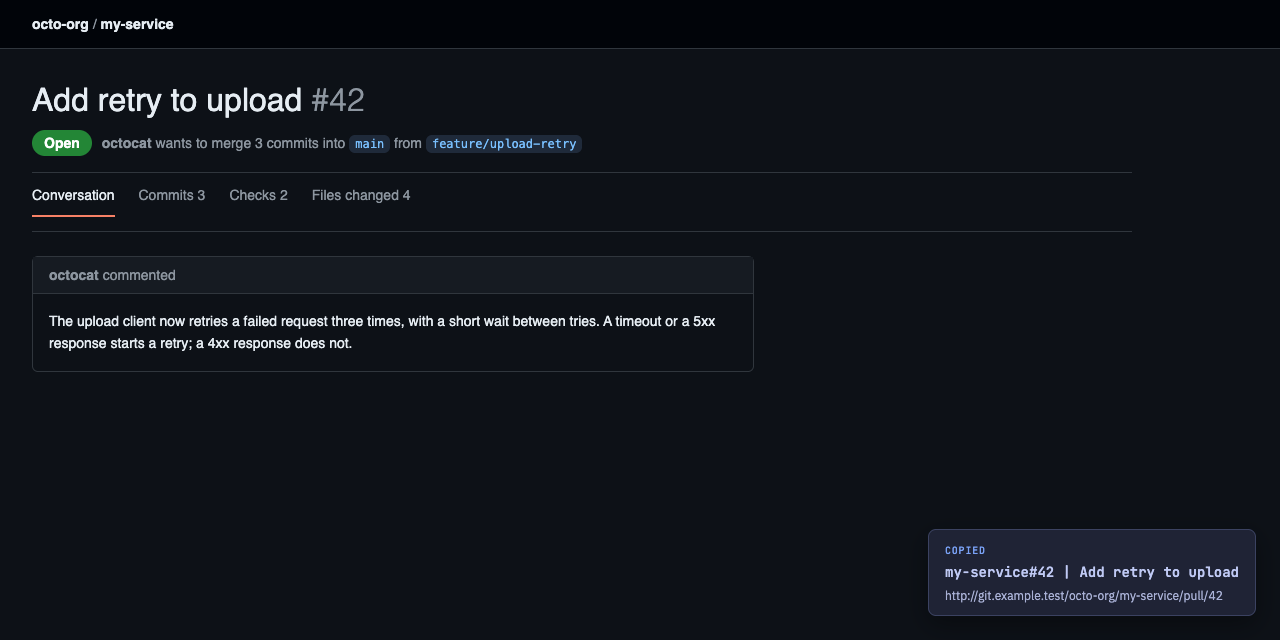 octo-org / my-service
Add retry to upload #42
Open octocat wants to merge 3 commits into main from feature/upload-retry
Conversation Commits 3 Checks 2 Files changed 4
octocat commented
The upload client now retries a failed request three times, with a short wait between tries. A timeout or a 5xx
response starts a retry; a 4xx response does not.
COPIED
my-service#42 | Add retry to upload
http://git.example.test/octo-org/my-service/pull/42